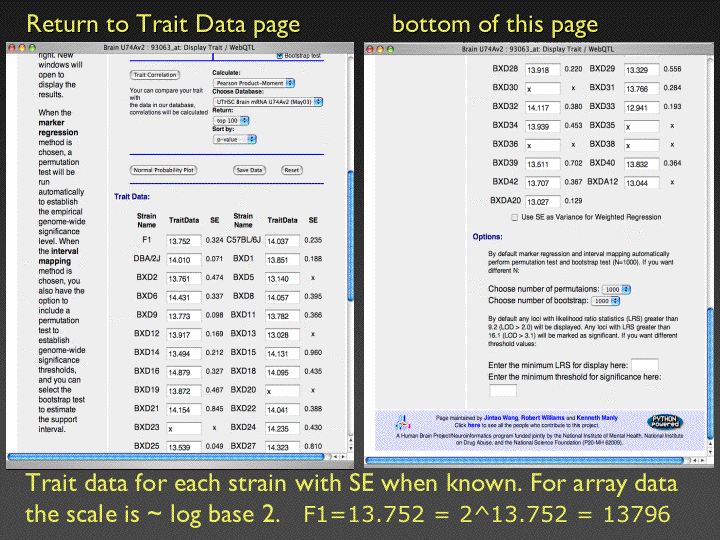 Return to Trait Data page
bottom of this page
Brain U74Av2 : 93063_at: Display Trait / WebQTL
right. New
windows will
open to
display the
results.
When the
marker
regression
method is
chosen, a
permutation
test will be
run
automatically
to establish
the empirical
genome-wide
significance
level. When
the interval
mapping
method is
chosen, you
also have the
option to
include a
permutation
test to
establish
genome-wide
significance
thresholds,
and you can
select the
bootstrap test
to estimate
the support
interval.
Bootstrap test
Trait Correlation
Your can compare your trait
with
the data in our database,
correlations will be calculated
Calculate:
Pearson Product-Moment
Choose Database:
UTHSC Brain mRNA U74Av2 (May03)
Return:
top 100
Sort by:
p-value
Normal Probability Plot Save Data Reset
Trait Data:
Strain Name TraitData SE Strain Name TraitData SE
F1 13.752 0.324 C57BL/6J 14.037 0.235
DBA/2J 14.010 0.071 BXD1 13.851 0.188
BXD2 13.761 0.474 BXD5 13.140 x
BXD6 14.431 0.337 BXD8 14.057 0.395
BXD9 13.773 0.098 BXD11 13.782 0.366
BXD12 13.917 0.169 BXD13 13.028 x
BXD14 13.494 0.212 BXD15 14.131 0.960
BXD16 14.879 0.327 BXD18 14.095 0.435
BXD19 13.872 0.467 BXD20 x x
BXD21 14.154 0.845 BXD22 14.041 0.388
BXD23 x x BXD24 14.235 0.430
BXD25 13.539 0.049 BXD27 14.323 0.810
Brain U74Av2 : 93063_at: Display Trait / WebQTL
BXD28 13.918 0.220 BXD29 13.329 0.556
BXD30 x x BXD31 13.766 0.284
BXD32 14.117 0.380 BXD33 12.941 0.193
BXD34 13.939 0.453 BXD35 x x
BXD36 x x BXD38 x x
BXD39 13.511 0.702 BXD40 13.832 0.364
BXD42 13.707 0.367 BXDA12 13.044 x
BXDA20 13.027 0.129
Use SE as Variance for Weighted Regression
Options:
By default marker regression and interval mapping automatically
perform permutation test and bootstrap test (N=1000). If you want
different N:
Choose number of permutaions: 1000
Choose number of bootstrap: 1000
By default any loci with likelihood ratio statistics (LRS) greater than
9.2 (LOD > 2.0) will be displayed. Any loci with LRS greater than
16.1 (LOD > 3.1) will be marked as significant. If you want different
threshold values:
Enter the minimum LRS for display here:
Enter the minimum threshold for significance here:
Page maintained by Jintao Wang, Robert Williams and Kenneth Manly
Click here to see all the people who contribute to this project.
PYTHON
powered
A Human Brain Project/Neuroinformatics program funded jointly by the National Institute of Mental Health, National Institute
on Drug Abuse, and the National Science Foundation (P20-MH 62009).
Trait data for each strain with SE when known. For array data
the scale is ~ log base 2. F1=13.752 = 2^13.752 = 13796